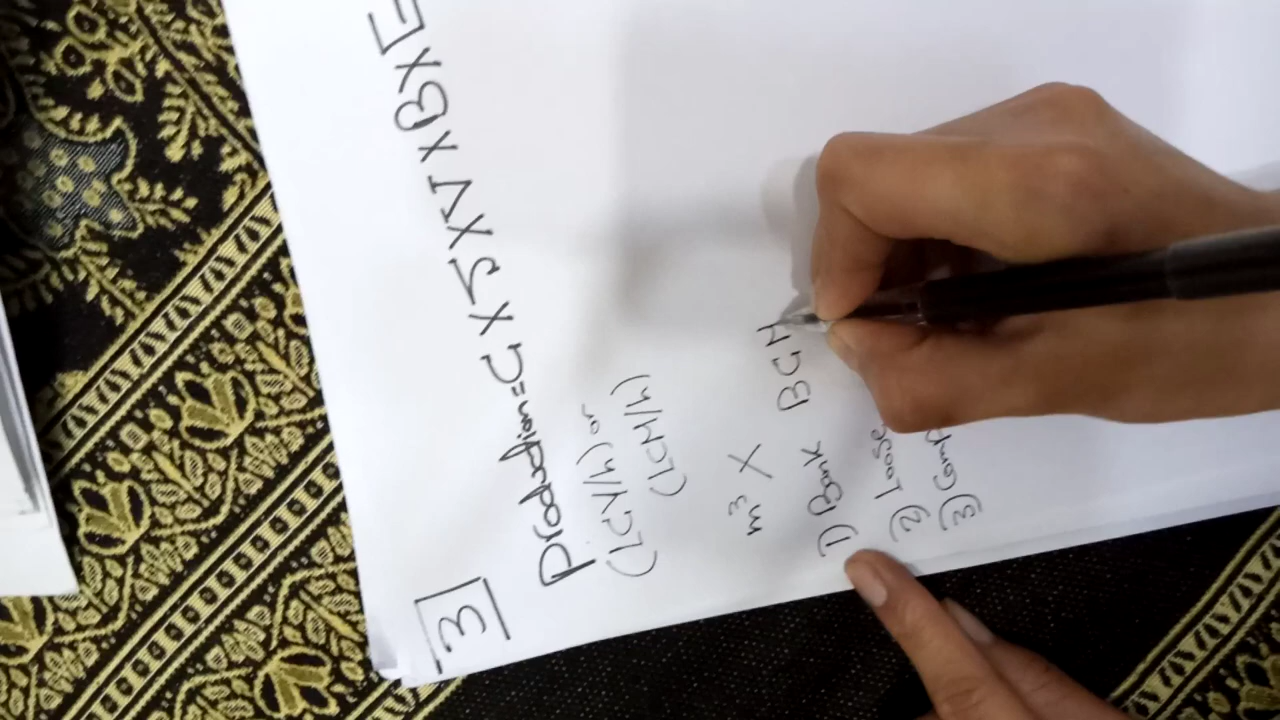 3
Production = C X S X V X B X E
(LCY/h) or
(LCM/h)
m³ X
1) Bank BCM
2) Loose
3) Comp